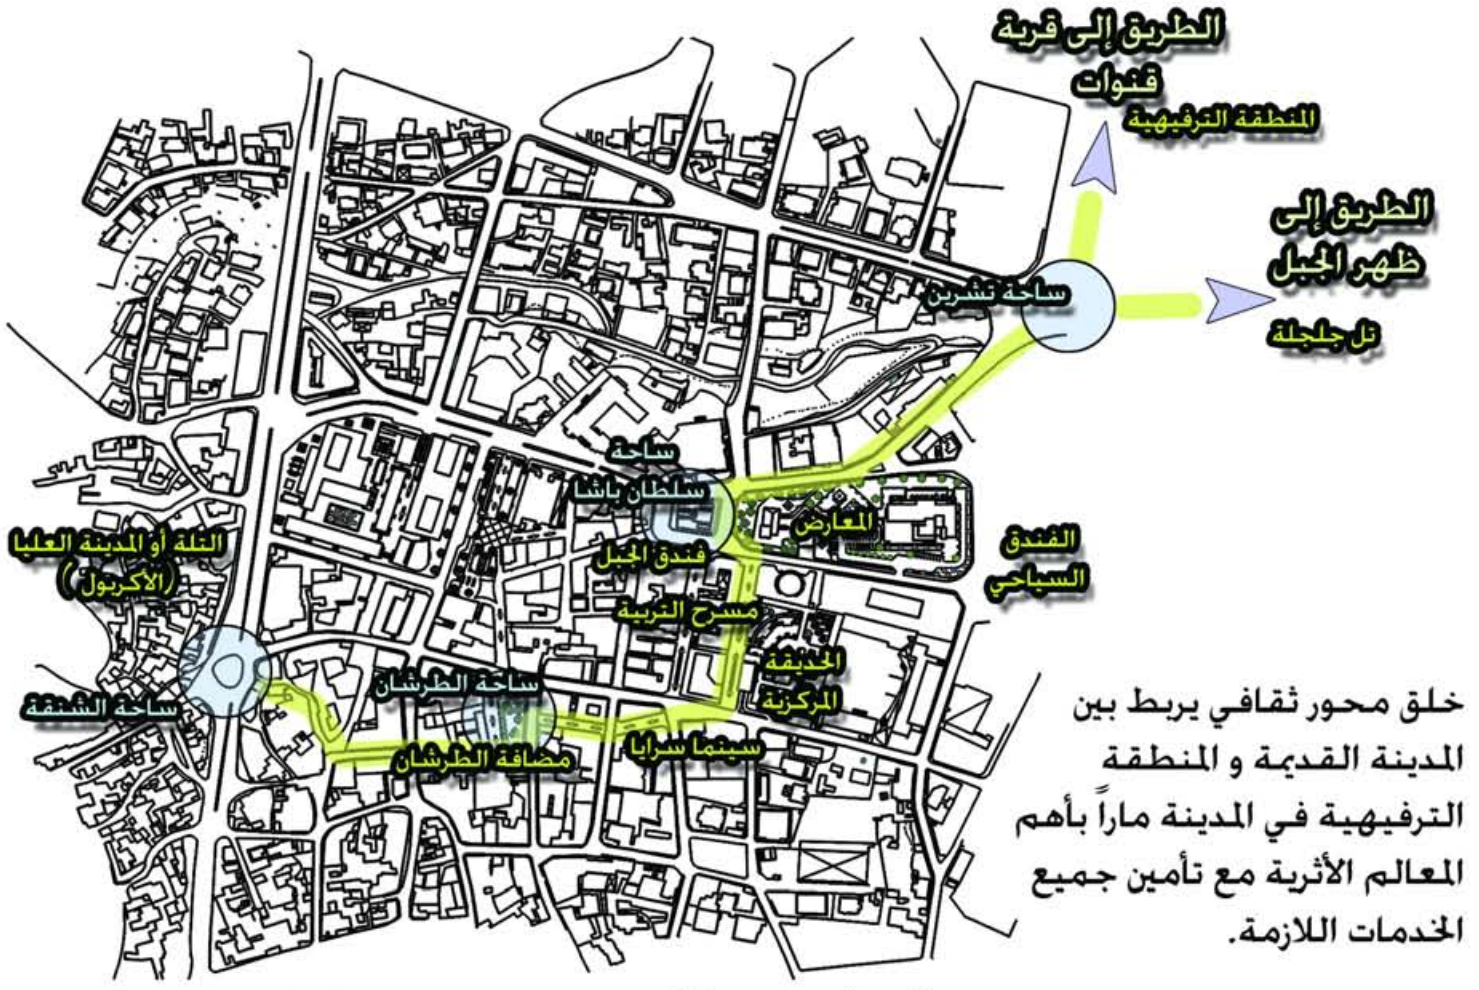 الطريق إلى قرية
قنوات
المنطقة الترفيهية
الطريق إلى
ظهر الجبل
تل جلجلة
ساحة تشرين
ساحة
سلطان باشا
المعارض
الفندق
السياحي
فندق الجبل
التلة أو المدينة العليا
(الأكربول)
مسرح التربية
الحديقة
المركزية
ساحة الطرشان
ساحة الشنقة
سينما سرايا
مضافة الطرشان
خلق محور ثقافي يربط بين
المدينة القديمة و المنطقة
الترفيهية في المدينة ماراً بأهم
المعالم الأثرية مع تأمين جميع
الخدمات اللازمة.